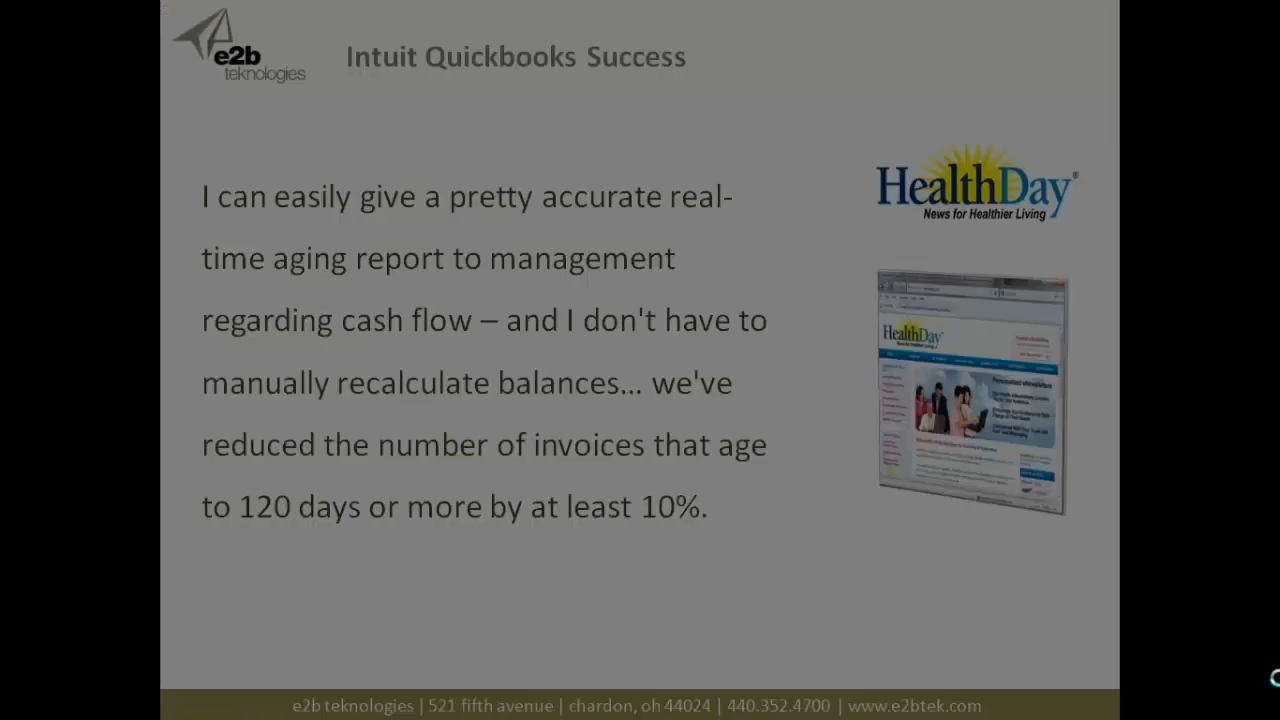 e2b
teknologies
Intuit Quickbooks Success
HealthDay®
News for Healthier Living
I can easily give a pretty accurate real-
time aging report to management
regarding cash flow – and I don't have to
manually recalculate balances... we've
reduced the number of invoices that age
to 120 days or more by at least 10%.
HealthDay
e2b teknologies | 521 fifth avenue | chardon, oh 44024 | 440.352.4700 | www.e2btek.com